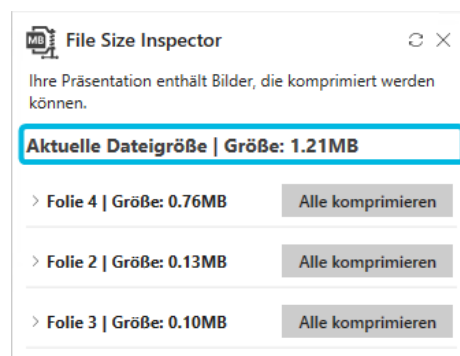 MB
File Size Inspector
Ihre Präsentation enthält Bilder, die komprimiert werden
können.
Aktuelle Dateigröße | Größe: 1.21MB
Folie 4 | Größe: 0.76MB Alle komprimieren
Folie 2 | Größe: 0.13MB Alle komprimieren
Folie 3 | Größe: 0.10MB Alle komprimieren